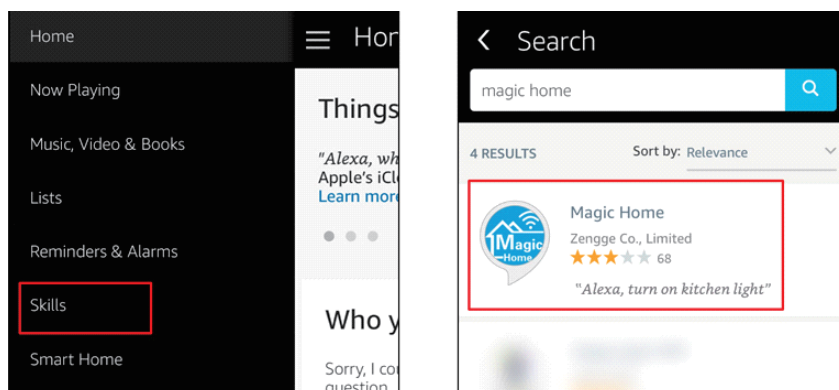 Home
Now Playing
Music, Video & Books
Lists
Reminders & Alarms
Skills
Smart Home
Hor
Things
"Alexa, wh
Apple's iCl
Learn more
Who y
Sorry, I cou
question
Search
magic home
4 RESULTS
Sort by: Relevance
Magic
Home
Magic Home
Zengge Co., Limited
68
"Alexa, turn on kitchen light"